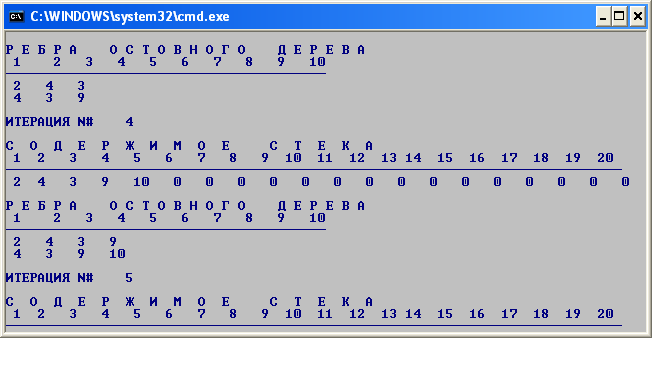 C:\WINDOWS\system32\cmd.exe
Р Е Б Р А О С Т О В Н О Г О Д Е Р Е В А
1 2 3 4 5 6 7 8 9 10
2 4 3
4 3 9
ИТЕРАЦИЯ N# 4
С О Д Е Р Ж И М О Е С Т Е К А
1 2 3 4 5 6 7 8 9 10 11 12 13 14 15 16 17 18 19 20
2 4 3 9 10 0 0 0 0 0 0 0 0 0 0 0 0 0 0 0
Р Е Б Р А О С Т О В Н О Г О Д Е Р Е В А
1 2 3 4 5 6 7 8 9 10
2 4 3 9
4 3 9 10
ИТЕРАЦИЯ N# 5
С О Д Е Р Ж И М О Е С Т Е К А
1 2 3 4 5 6 7 8 9 10 11 12 13 14 15 16 17 18 19 20